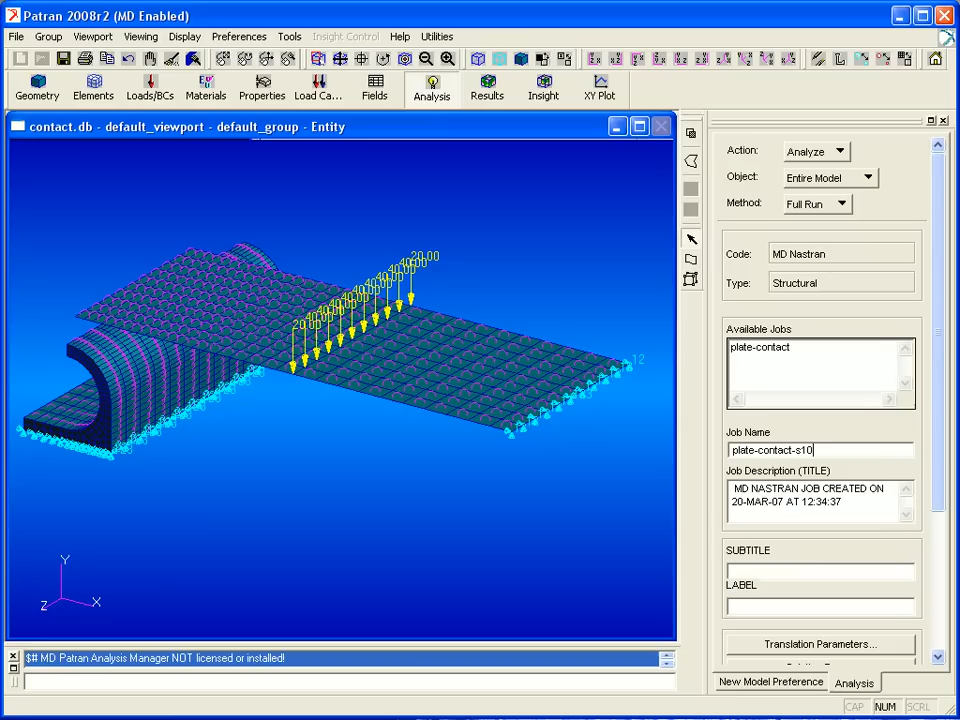 Patran 2008r2 (MD Enabled)
File Group Viewport Viewing Display Preferences Tools Insight Control Help Utilities
Geometry Elements Loads/BCs Materials Properties Load Ca... Fields Analysis Results Insight XY Plot
contact.db - default_viewport - default_group - Entity
20.00
20.00
12
Y
Z X
$# MD Patran Analysis Manager NOT licensed or installed!
Action: Analyze
Object: Entire Model
Method: Full Run
Code: MD Nastran
Type: Structural
Available Jobs
plate-contact
Job Name
plate-contact-s10
Job Description (TITLE)
MD NASTRAN JOB CREATED ON
20-MAR-07 AT 12:34:37
SUBTITLE
LABEL
Translation Parameters...
New Model Preference Analysis
CAP NUM SCRL